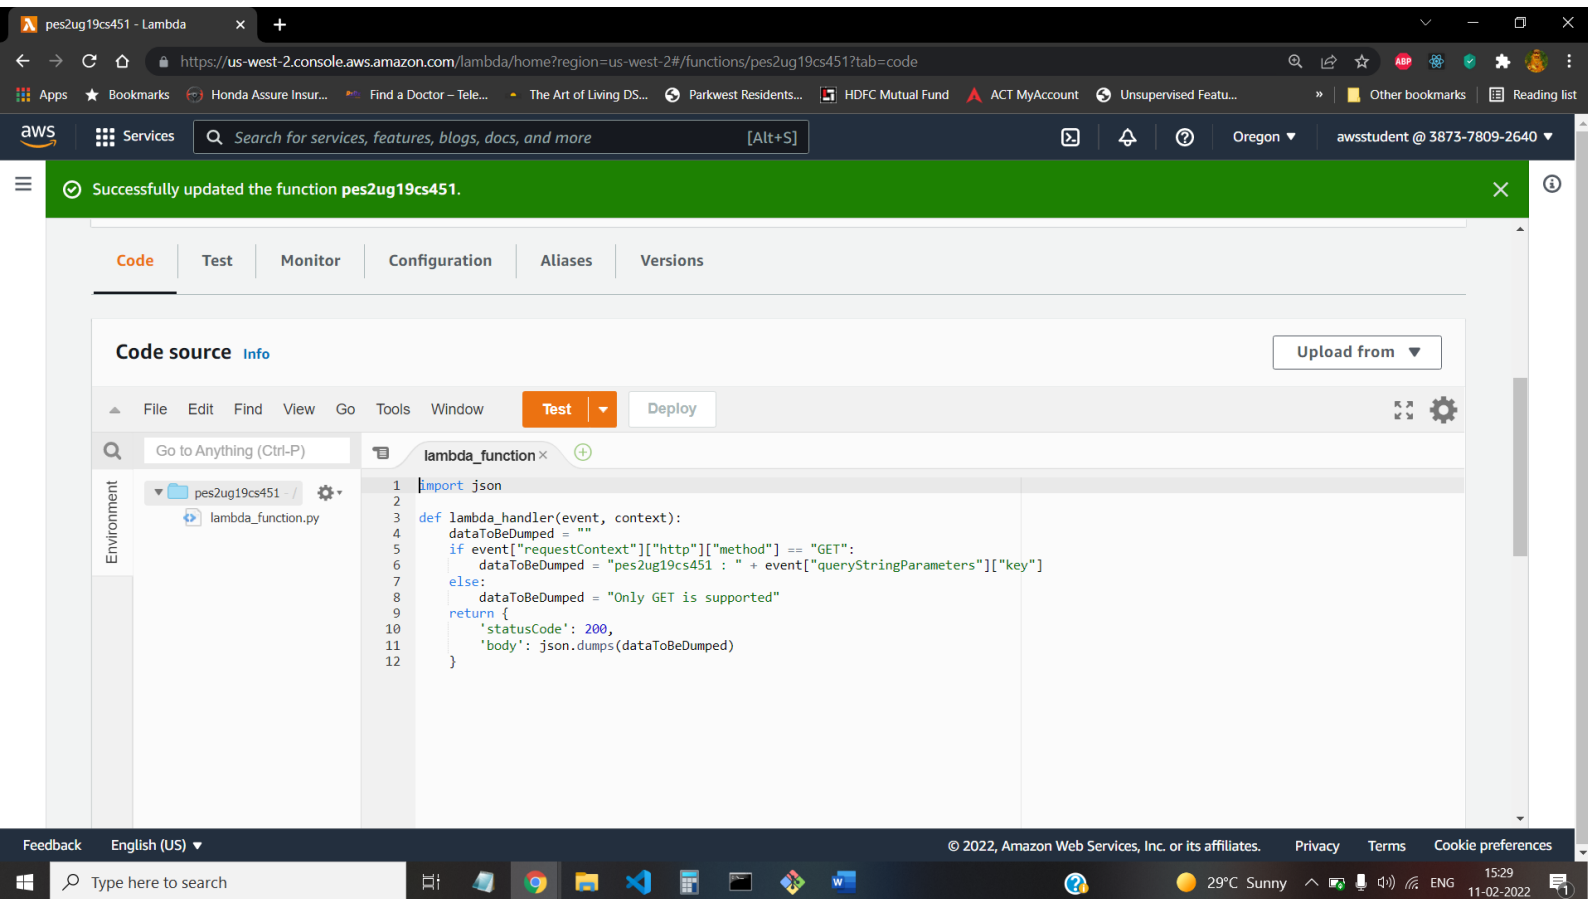 pes2ug19cs451 - Lambda
https://us-west-2.console.aws.amazon.com/lambda/home?region=us-west-2#/functions/pes2ug19cs451?tab=code
ABP
Apps Bookmarks Honda Assure Insur... Find a Doctor – Tele... The Art of Living DS... Parkwest Residents... HDFC Mutual Fund ACT MyAccount Unsupervised Featu... » Other bookmarks Reading list
aws Services Search for services, features, blogs, docs, and more [Alt+S] Oregon ▼ awsstudent @ 3873-7809-2640 ▼
Successfully updated the function pes2ug19cs451.
Code Test Monitor Configuration Aliases Versions
Code source Info Upload from ▼
File Edit Find View Go Tools Window Test Deploy
Go to Anything (Ctrl-P) lambda_function ×
Environment
pes2ug19cs451 - /
lambda_function.py
1 import json
2
3 def lambda_handler(event, context):
4     dataToBeDumped = ""
5     if event["requestContext"]["http"]["method"] == "GET":
6         dataToBeDumped = "pes2ug19cs451 : " + event["queryStringParameters"]["key"]
7     else:
8         dataToBeDumped = "Only GET is supported"
9     return {
10         'statusCode': 200,
11         'body': json.dumps(dataToBeDumped)
12     }
Feedback English (US) ▼ © 2022, Amazon Web Services, Inc. or its affiliates. Privacy Terms Cookie preferences
Type here to search 29°C Sunny ENG 15:29
11-02-2022 1